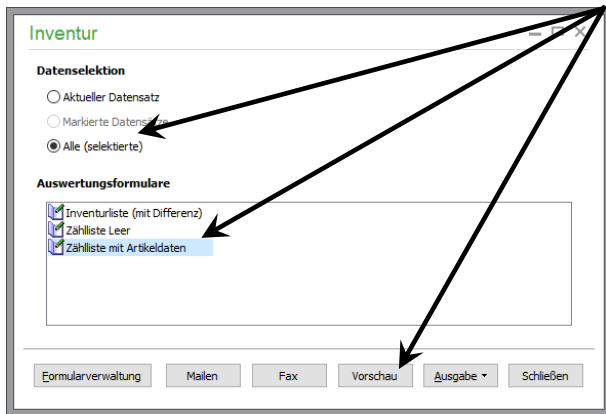 Inventur
Datenselektion
Aktueller Datensatz
Markierte Datensätze
Alle (selektierte)
Auswertungsformulare
Inventurliste (mit Differenz)
Zählliste Leer
Zählliste mit Artikeldaten
Formularverwaltung Mailen Fax Vorschau Ausgabe Schließen